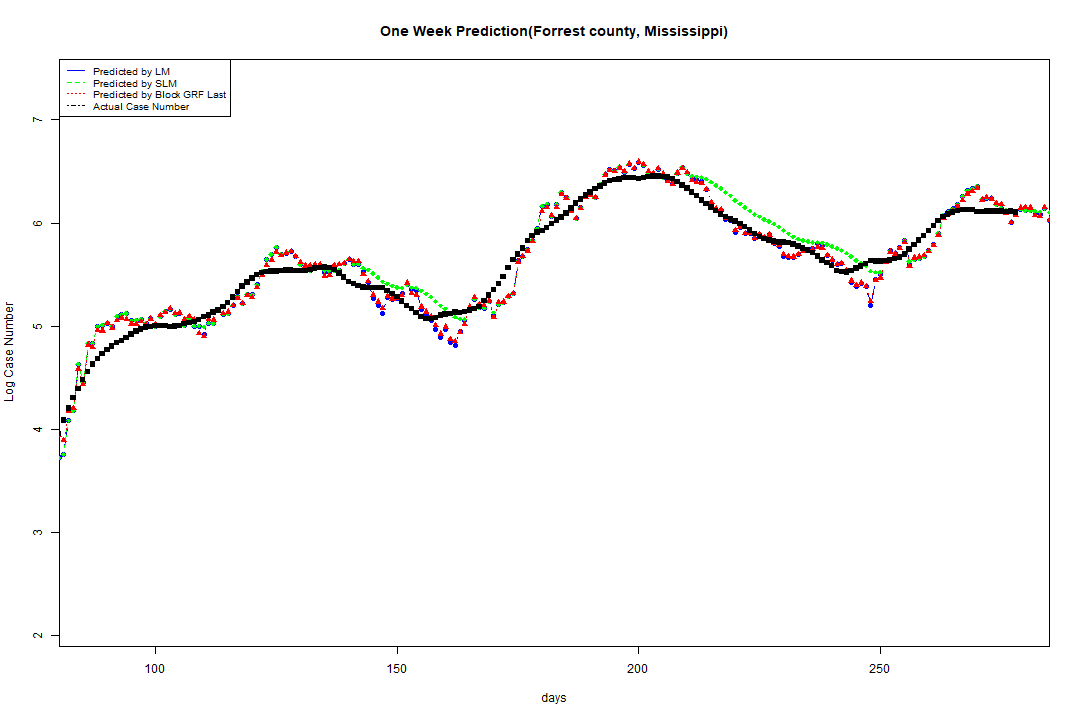 One Week Prediction(Forrest county, Mississippi)
Predicted by LM
Predicted by SLM
Predicted by Block GRF Last
Actual Case Number
7
6
5
4
3
2
Log Case Number
100 150 200 250
days